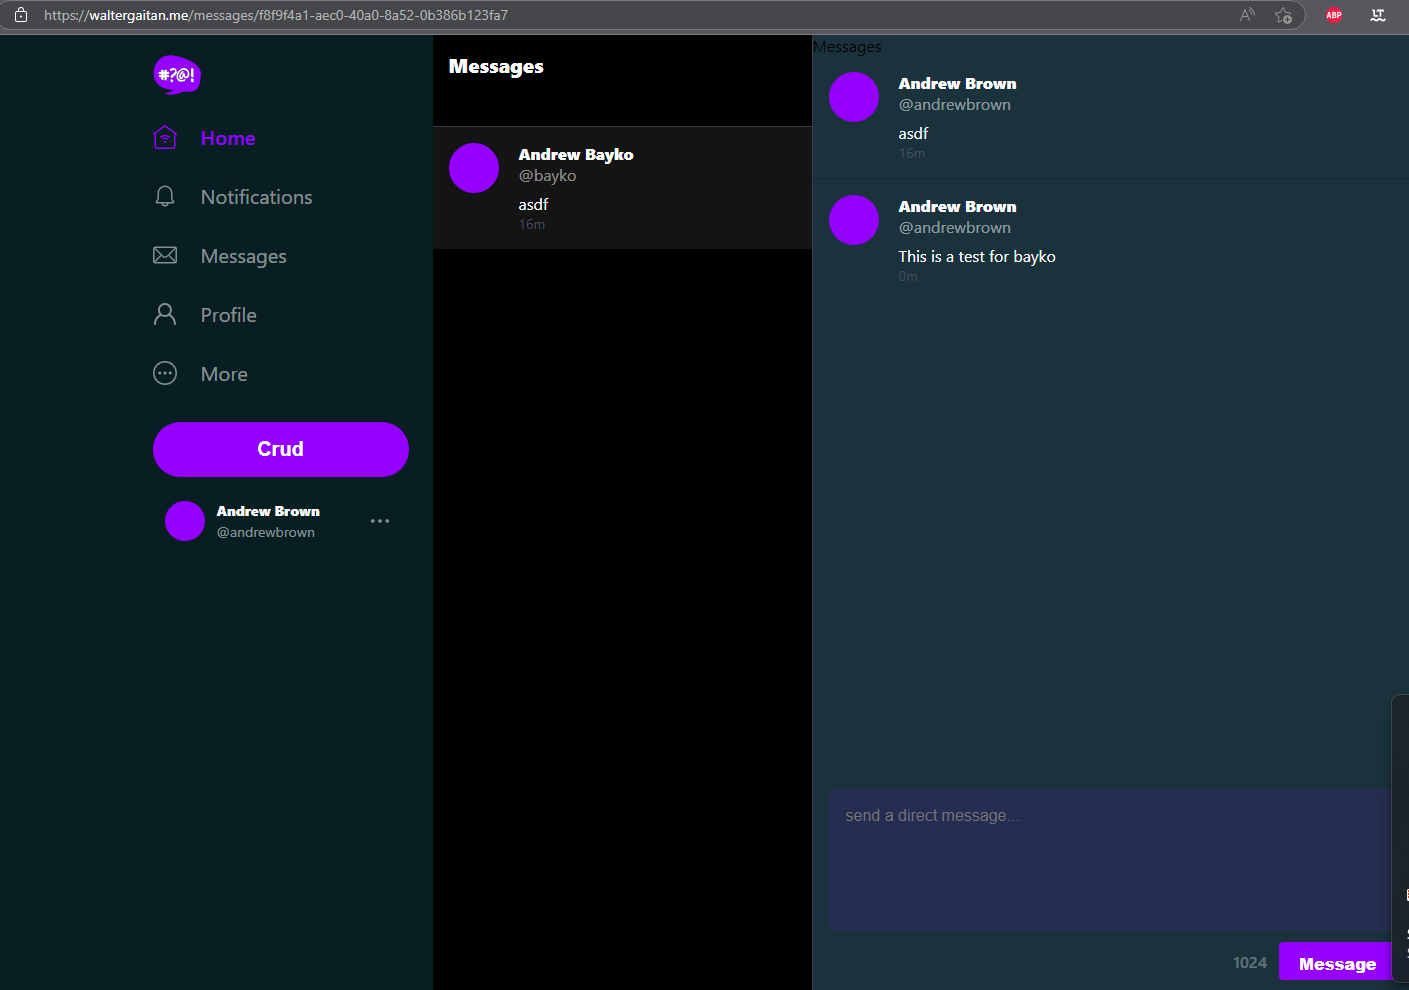 https://waltergaitan.me/messages/f8f9f4a1-aec0-40a0-8a52-0b386b123fa7
ABP
#?@!
Home
Notifications
Messages
Profile
More
Crud
Andrew Brown
@andrewbrown
Messages
Andrew Bayko
@bayko
asdf
16m
Messages
Andrew Brown
@andrewbrown
asdf
16m
Andrew Brown
@andrewbrown
This is a test for bayko
0m
send a direct message...
1024
Message